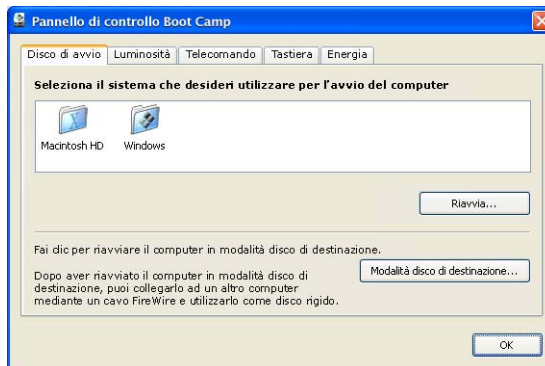 Pannello di controllo Boot Camp
Disco di avvio Luminosità Telecomando Tastiera Energia
Seleziona il sistema che desideri utilizzare per l'avvio del computer
Macintosh HD Windows
Riavvia...
Fai clic per riavviare il computer in modalità disco di destinazione.
Dopo aver riavviato il computer in modalità disco di
destinazione, puoi collegarlo ad un altro computer
mediante un cavo FireWire e utilizzarlo come disco rigido.
Modalità disco di destinazione...
OK